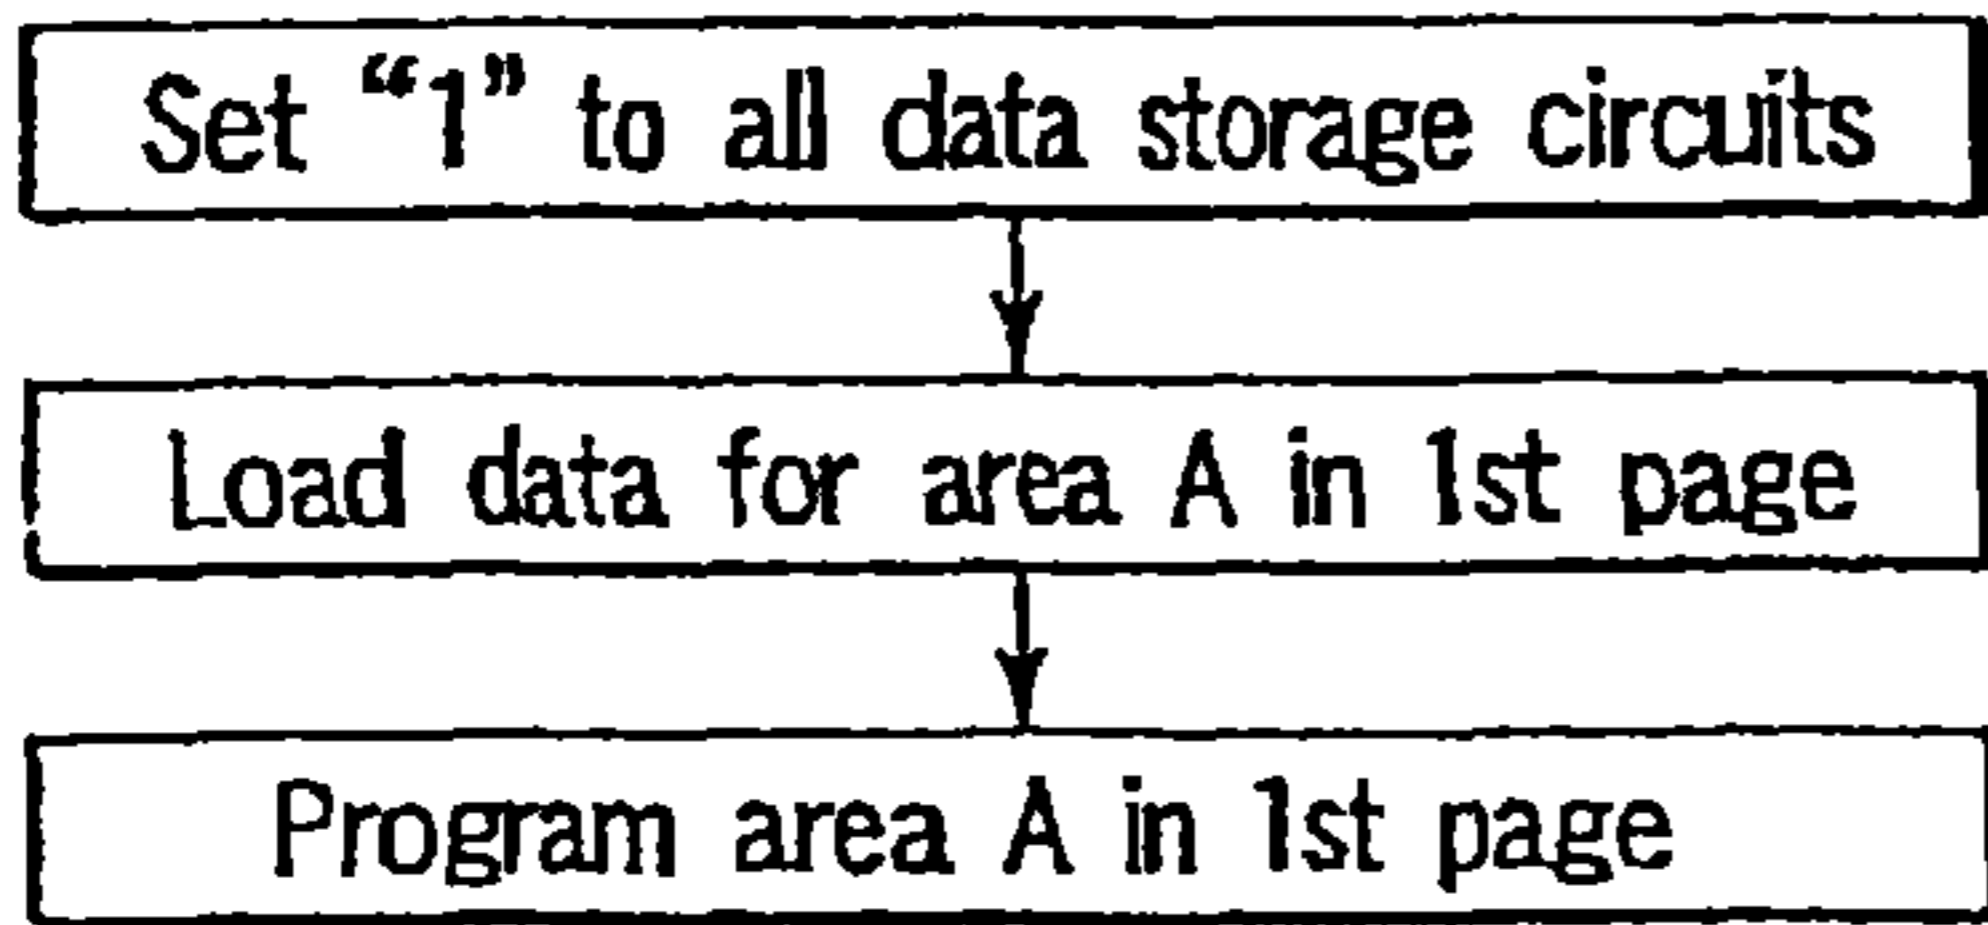 Set “1” to all data storage circuits
Load data for area A in 1st page
Program area A in 1st page